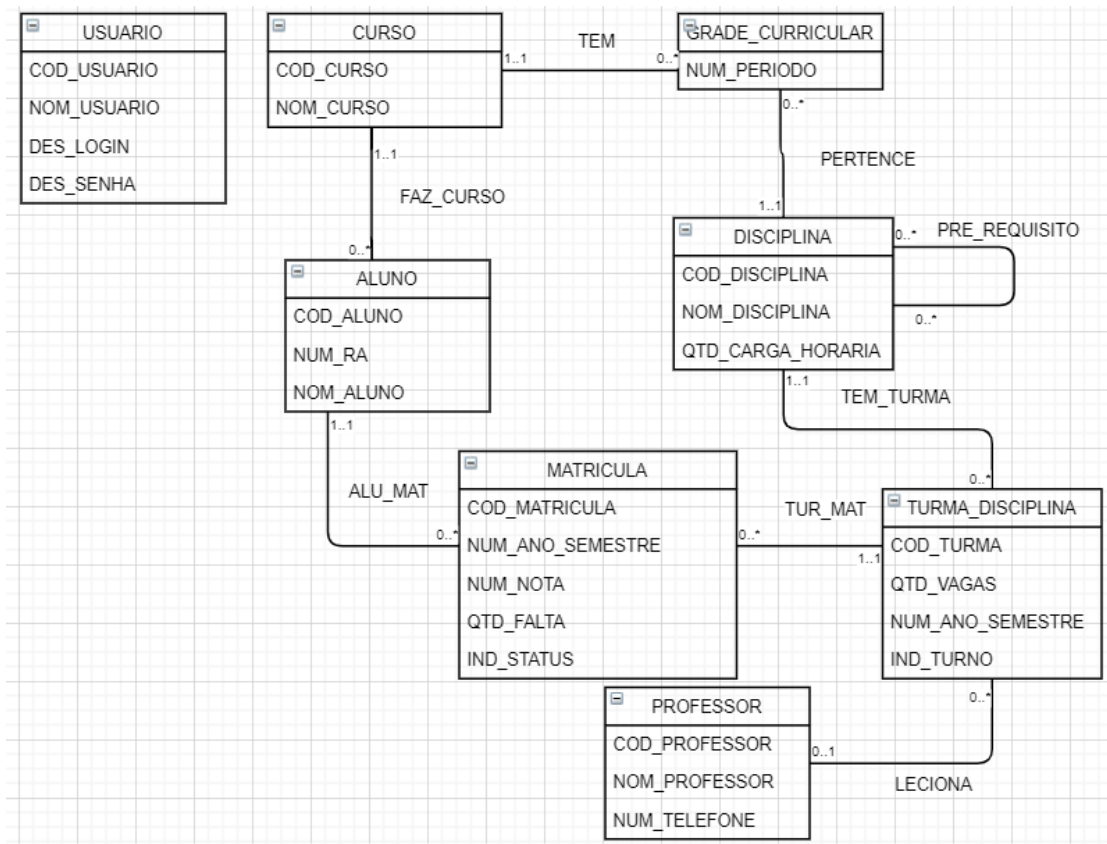 USUARIO
COD_USUARIO
NOM_USUARIO
DES_LOGIN
DES_SENHA
CURSO
COD_CURSO
NOM_CURSO
1..1
TEM
0..*
GRADE_CURRICULAR
NUM_PERIODO
0..*
PERTENCE
1..1
1..1
FAZ_CURSO
0..*
ALUNO
COD_ALUNO
NUM_RA
NOM_ALUNO
DISCIPLINA
COD_DISCIPLINA
NOM_DISCIPLINA
QTD_CARGA_HORARIA
0..*
PRE_REQUISITO
0..*
1..1
TEM_TURMA
0..*
1..1
ALU_MAT
0..*
MATRICULA
COD_MATRICULA
NUM_ANO_SEMESTRE
NUM_NOTA
QTD_FALTA
IND_STATUS
0..*
TUR_MAT
1..1
TURMA_DISCIPLINA
COD_TURMA
QTD_VAGAS
NUM_ANO_SEMESTRE
IND_TURNO
0..*
LECIONA
0..1
PROFESSOR
COD_PROFESSOR
NOM_PROFESSOR
NUM_TELEFONE